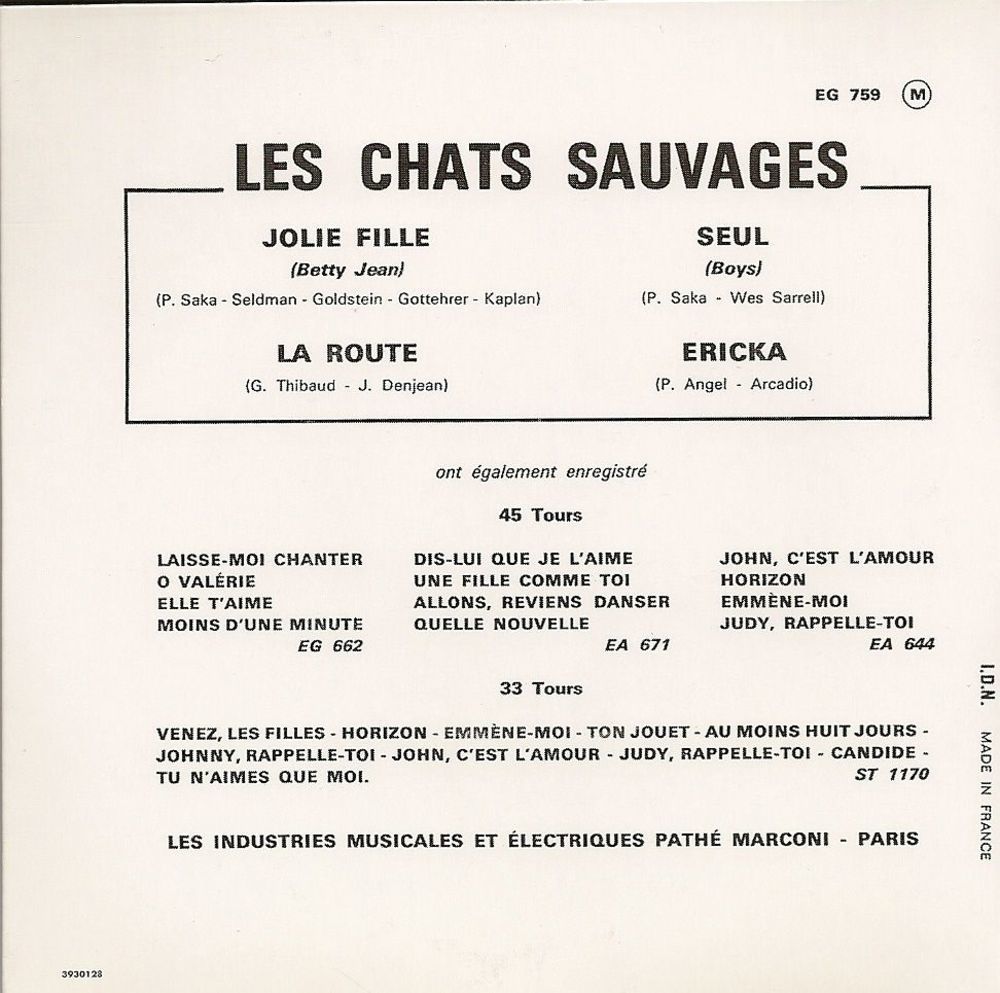 EG 759 M
LES CHATS SAUVAGES
JOLIE FILLE
(Betty Jean)
(P. Saka - Seldman - Goldstein - Gottehrer - Kaplan)
SEUL
(Boys)
(P. Saka - Wes Sarrell)
LA ROUTE
(G. Thibaud - J. Denjean)
ERICKA
(P. Angel - Arcadio)
ont également enregistré
45 Tours
LAISSE-MOI CHANTER
O VALÉRIE
ELLE T'AIME
MOINS D'UNE MINUTE
EG 662
DIS-LUI QUE JE L'AIME
UNE FILLE COMME TOI
ALLONS, REVIENS DANSER
QUELLE NOUVELLE
EA 671
JOHN, C'EST L'AMOUR
HORIZON
EMMÈNE-MOI
JUDY, RAPPELLE-TOI
EA 644
33 Tours
VENEZ, LES FILLES - HORIZON - EMMÈNE-MOI - TON JOUET - AU MOINS HUIT JOURS -
JOHNNY, RAPPELLE-TOI - JOHN, C'EST L'AMOUR - JUDY, RAPPELLE-TOI - CANDIDE -
TU N'AIMES QUE MOI. ST 1170
LES INDUSTRIES MUSICALES ET ÉLECTRIQUES PATHÉ MARCONI - PARIS
I.D.N. MADE IN FRANCE
3930128